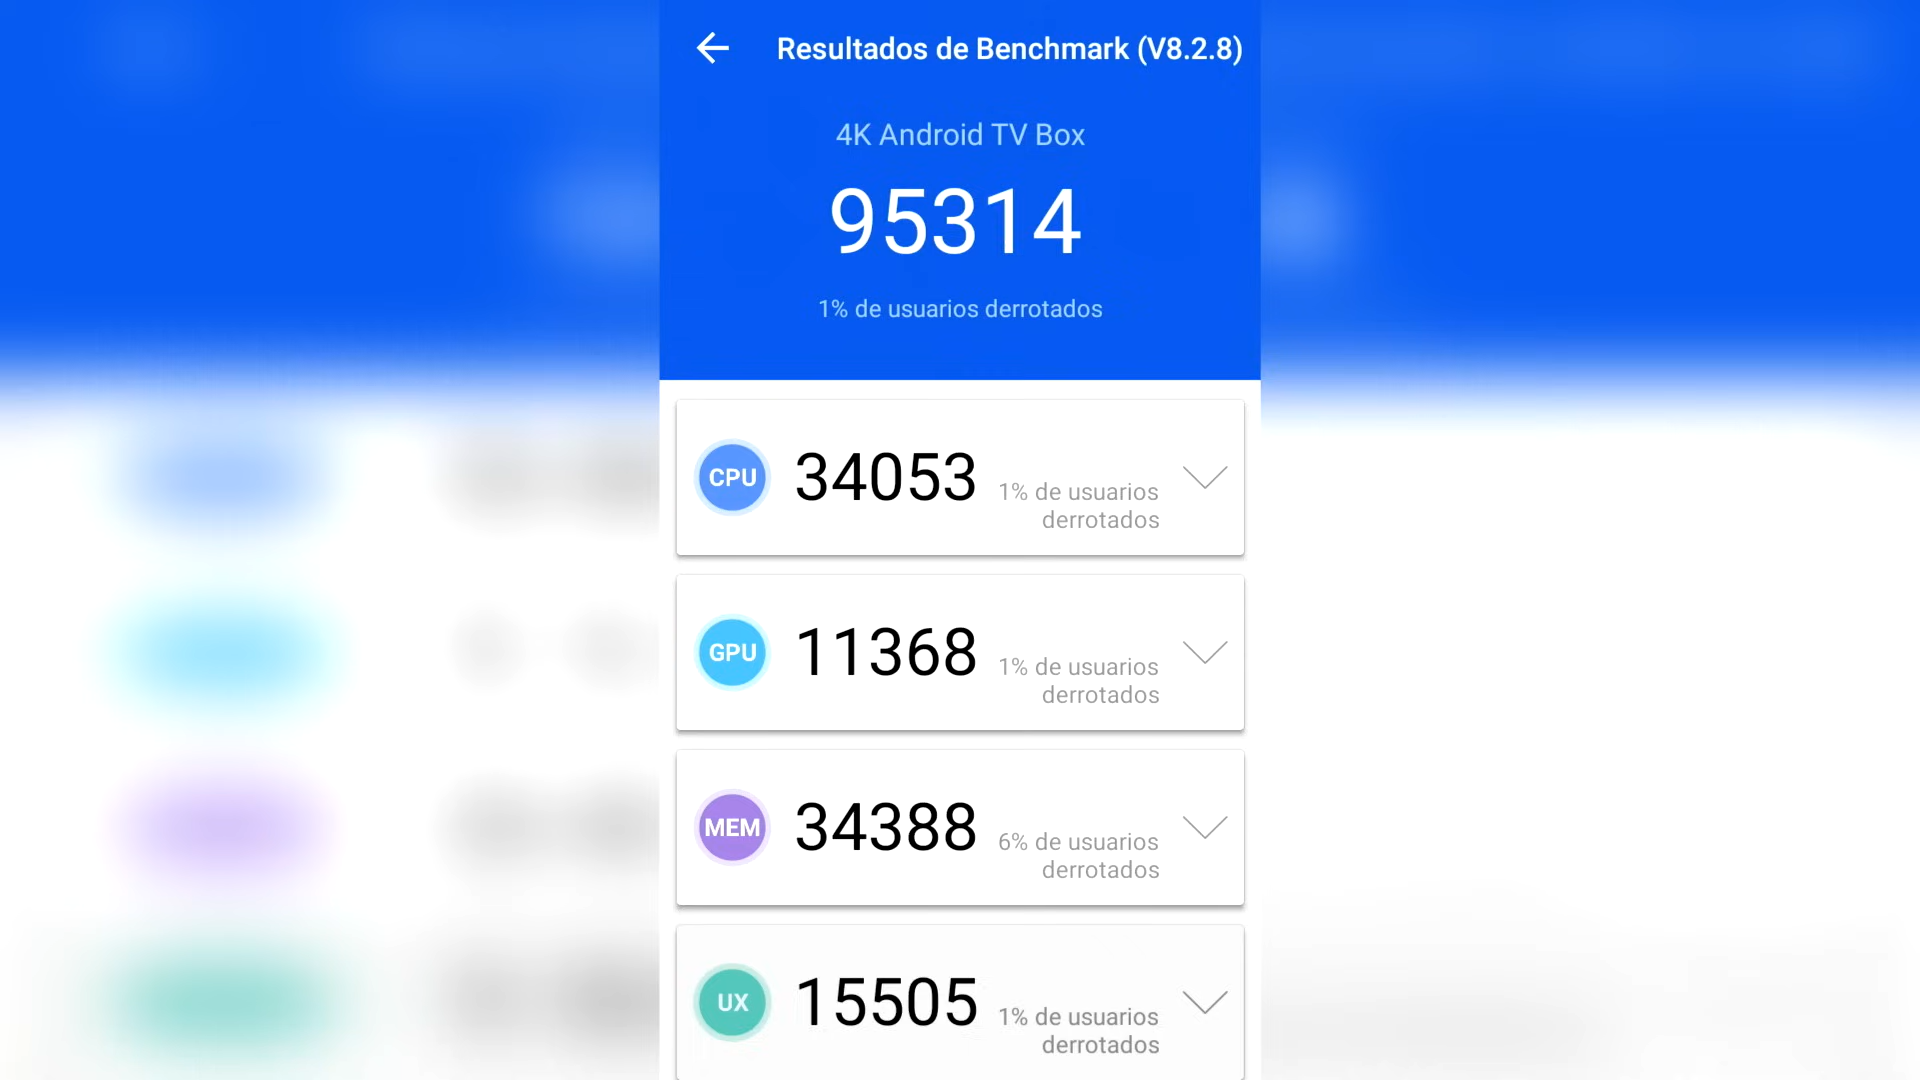 Resultados de Benchmark (V8.2.8)
4K Android TV Box
95314
1% de usuarios derrotados
CPU 34053 1% de usuarios
derrotados
GPU 11368 1% de usuarios
derrotados
MEM 34388 6% de usuarios
derrotados
UX 15505 1% de usuarios
derrotados